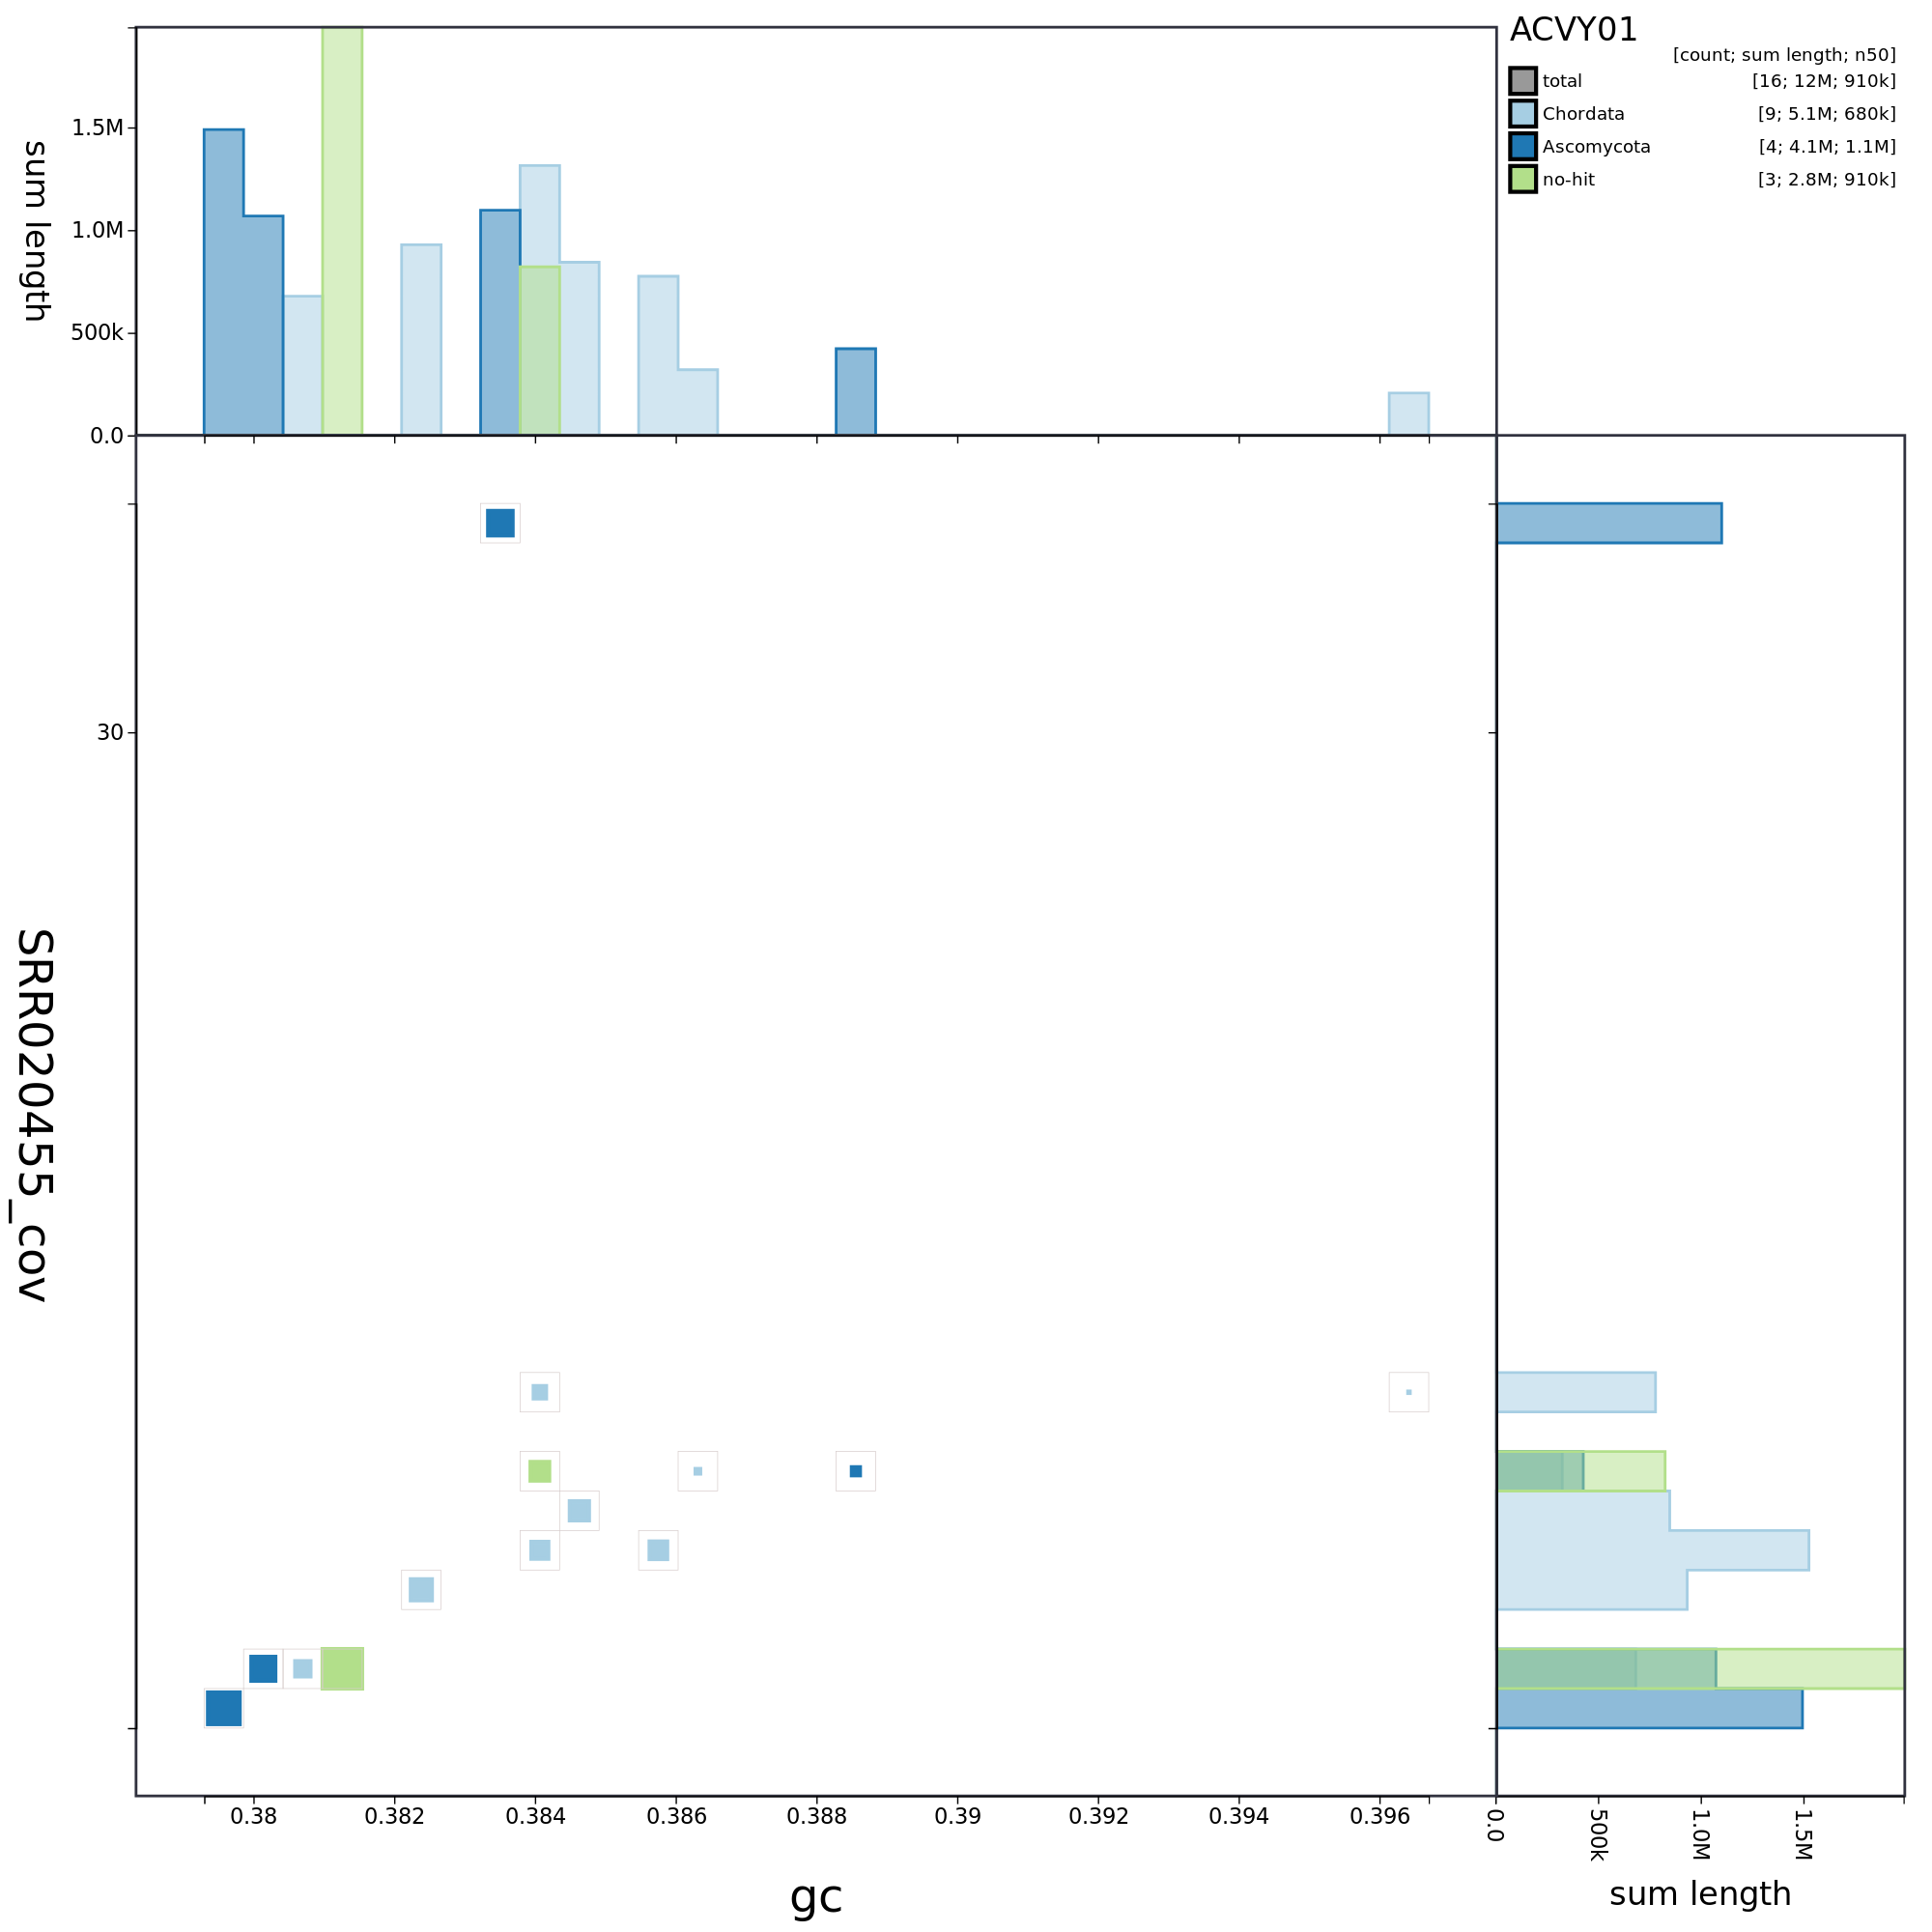 ACVY01
[count; sum length; n50]
total [16; 12M; 910k]
Chordata [9; 5.1M; 680k]
Ascomycota [4; 4.1M; 1.1M]
no-hit [3; 2.8M; 910k]
sum length
1.5M
1.0M
500k
0.0
30
SRR020455_cov
0.38 0.382 0.384 0.386 0.388 0.39 0.392 0.394 0.396
gc
0.0 500k 1.0M 1.5M
sum length